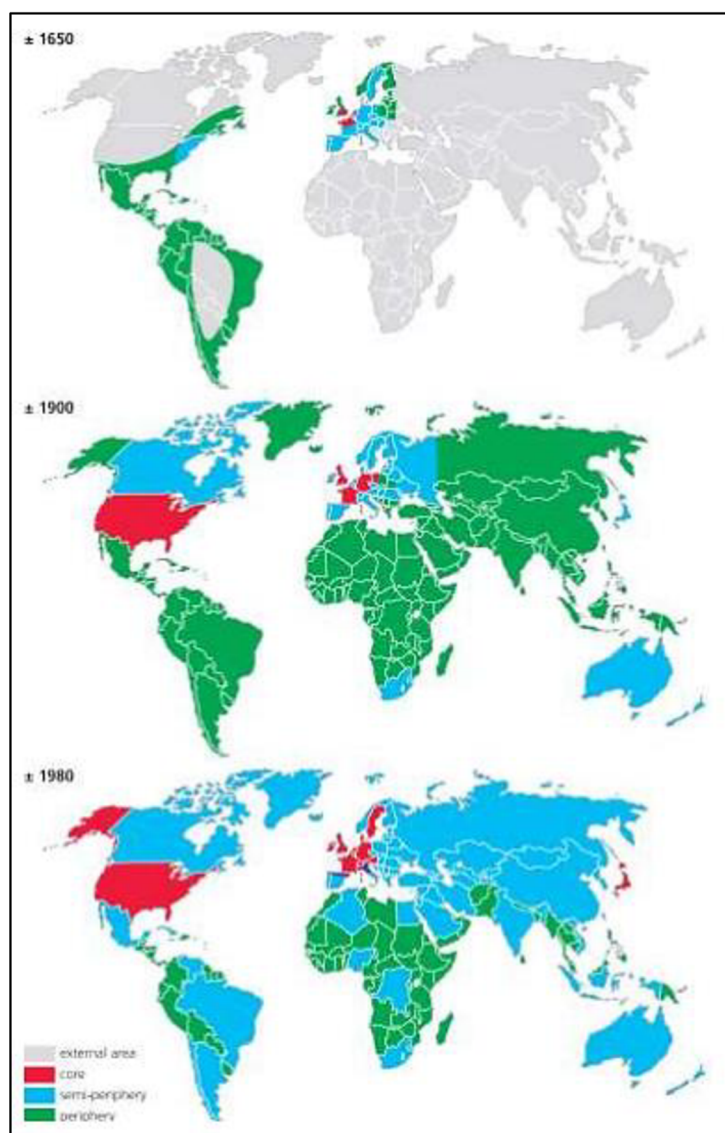 ± 1650
± 1900
± 1980
external area
core
semi-periphery
periphery